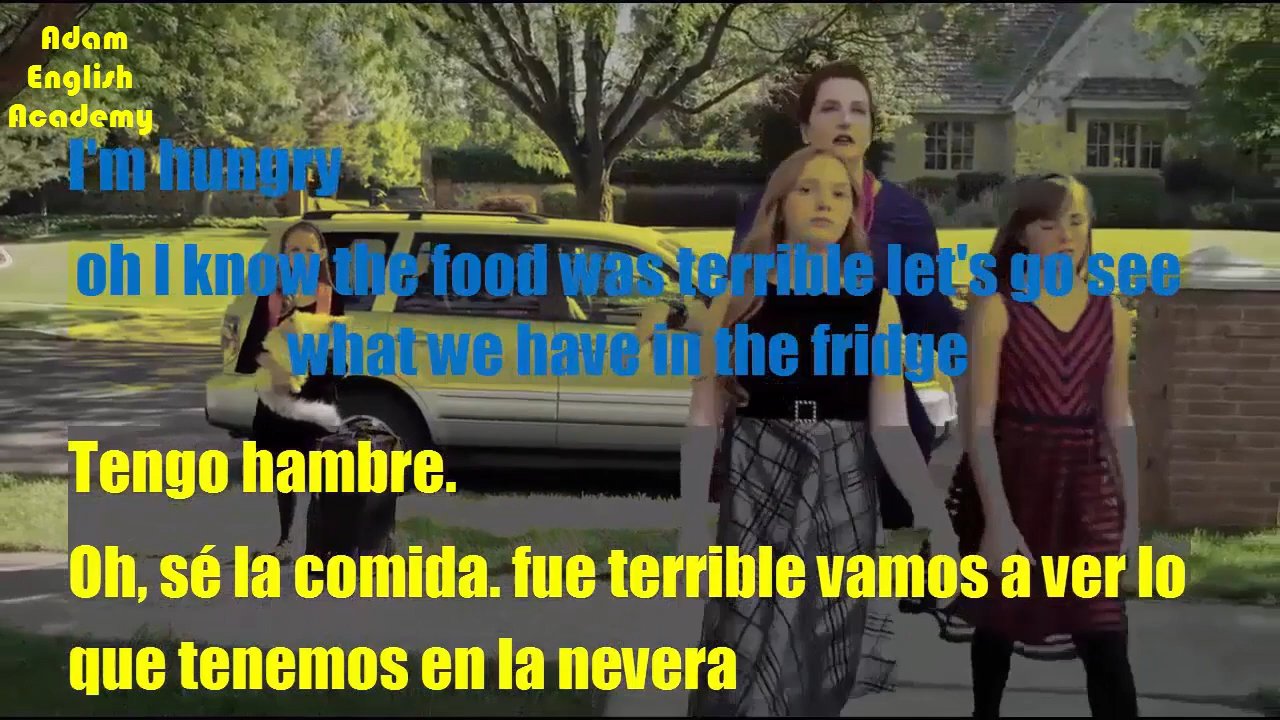 Adam
English
Academy
I'm hungry
oh I know the food was terrible let's go see
what we have in the fridge
Tengo hambre.
Oh, sé la comida. fue terrible vamos a ver lo
que tenemos en la nevera